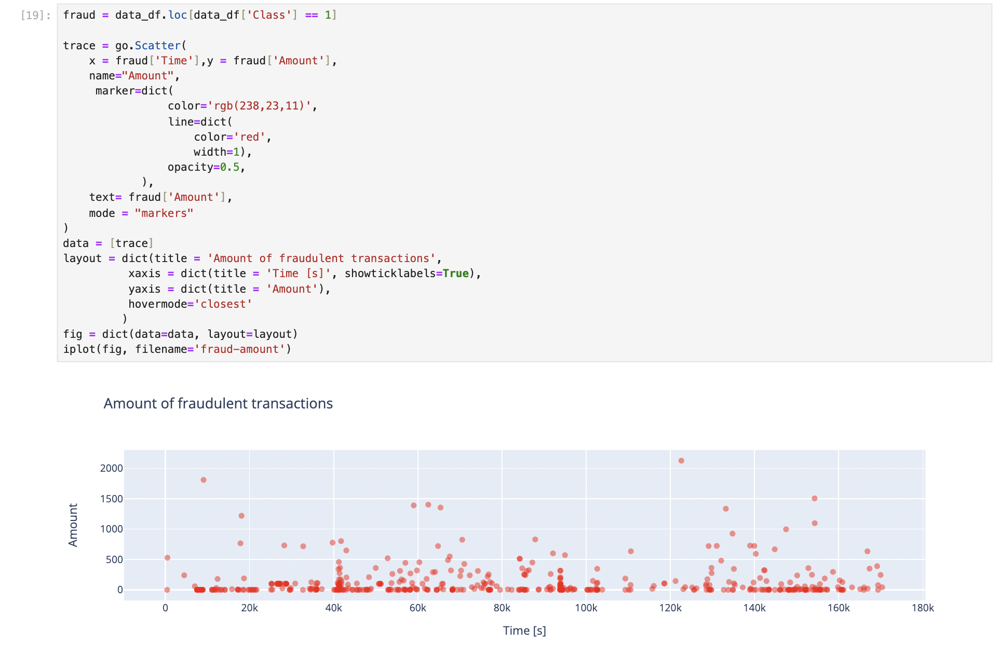 [19]:
fraud = data_df.loc[data_df['Class'] == 1]
trace = go.Scatter(
    x = fraud['Time'],y = fraud['Amount'],
    name="Amount",
     marker=dict(
                color='rgb(238,23,11)',
                line=dict(
                    color='red',
                    width=1),
                opacity=0.5,
            ),
    text= fraud['Amount'],
    mode = "markers"
)
data = [trace]
layout = dict(title = 'Amount of fraudulent transactions',
          xaxis = dict(title = 'Time [s]', showticklabels=True),
          yaxis = dict(title = 'Amount'),
          hovermode='closest'
         )
fig = dict(data=data, layout=layout)
iplot(fig, filename='fraud-amount')
Amount of fraudulent transactions
Amount
2000
1500
1000
500
0
0 20k 40k 60k 80k 100k 120k 140k 160k 180k
Time [s]